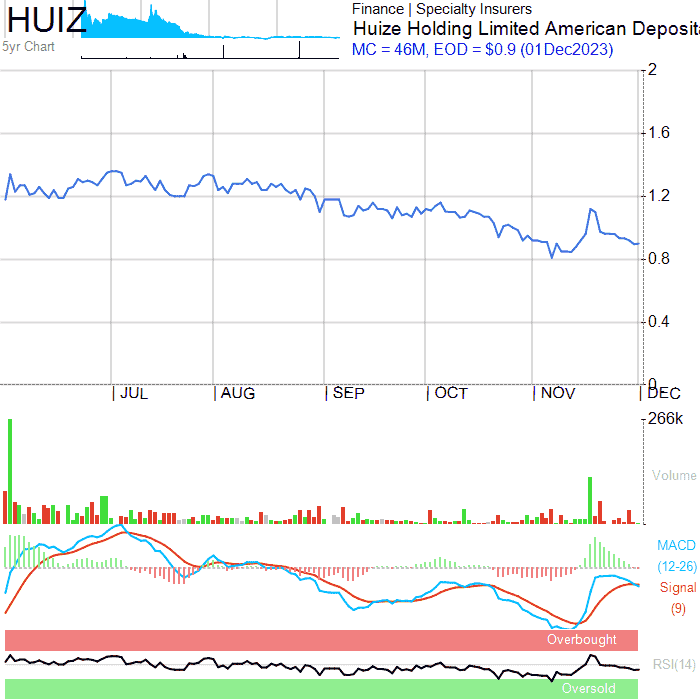 HUIZ
5yr Chart
Finance | Specialty Insurers
Huize Holding Limited American Deposit
MC = 46M, EOD = $0.9 (01Dec2023)
2
1.6
1.2
0.8
0.4
0
JUL AUG SEP OCT NOV DEC
266k
Volume
MACD
(12-26)
Signal
(9)
Overbought
RSI(14)
Oversold